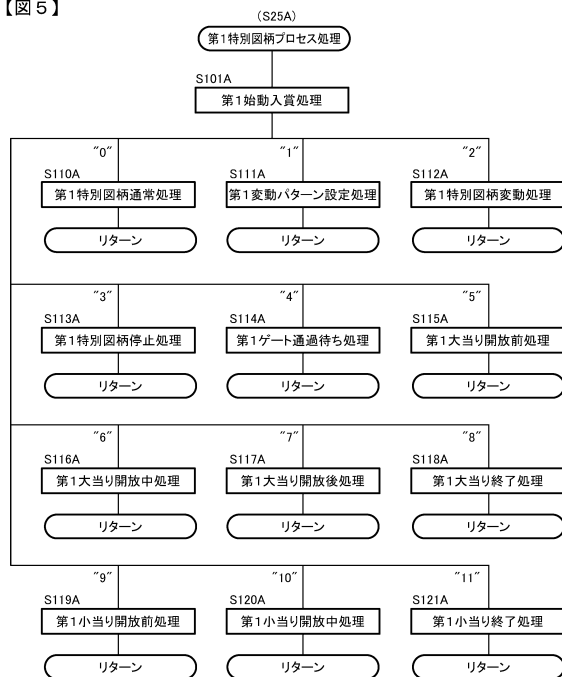 【図５】
(S25A)
第1特別図柄プロセス処理
S101A
第1始動入賞処理
"0"
"1"
"2"
S110A
S111A
S112A
第1特別図柄通常処理
第1変動パターン設定処理
第1特別図柄変動処理
リターン
リターン
リターン
"3"
"4"
"5"
S113A
S114A
S115A
第1特別図柄停止処理
第1ゲート通過待ち処理
第1大当り開放前処理
リターン
リターン
リターン
"6"
"7"
"8"
S116A
S117A
S118A
第1大当り開放中処理
第1大当り開放後処理
第1大当り終了処理
リターン
リターン
リターン
"9"
"10"
"11"
S119A
S120A
S121A
第1小当り開放前処理
第1小当り開放中処理
第1小当り終了処理
リターン
リターン
リターン